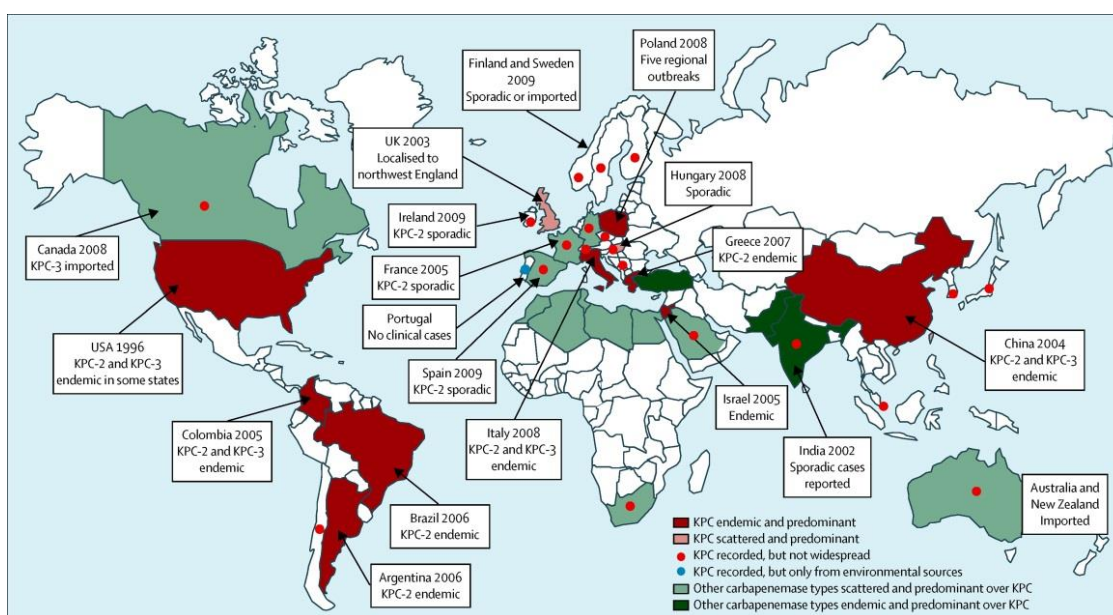 Finland and Sweden
2009
Sporadic or imported
Poland 2008
Five regional
outbreaks
UK 2003
Localised to
northwest England
Hungary 2008
Sporadic
Ireland 2009
KPC-2 sporadic
Greece 2007
KPC-2 endemic
Canada 2008
KPC-3 imported
France 2005
KPC-2 sporadic
Portugal
No clinical cases
USA 1996
KPC-2 and KPC-3
endemic in some states
Spain 2009
KPC-2 sporadic
China 2004
KPC-2 and KPC-3
endemic
Israel 2005
Endemic
Colombia 2005
KPC-2 and KPC-3
endemic
Italy 2008
KPC-2 and KPC-3
endemic
India 2002
Sporadic cases
reported
Brazil 2006
KPC-2 endemic
Australia and
New Zealand
Imported
Argentina 2006
KPC-2 endemic
KPC endemic and predominant
KPC scattered and predominant
KPC recorded, but not widespread
KPC recorded, but only from environmental sources
Other carbapenemase types scattered and predominant over KPC
Other carbapenemase types endemic and predominant over KPC